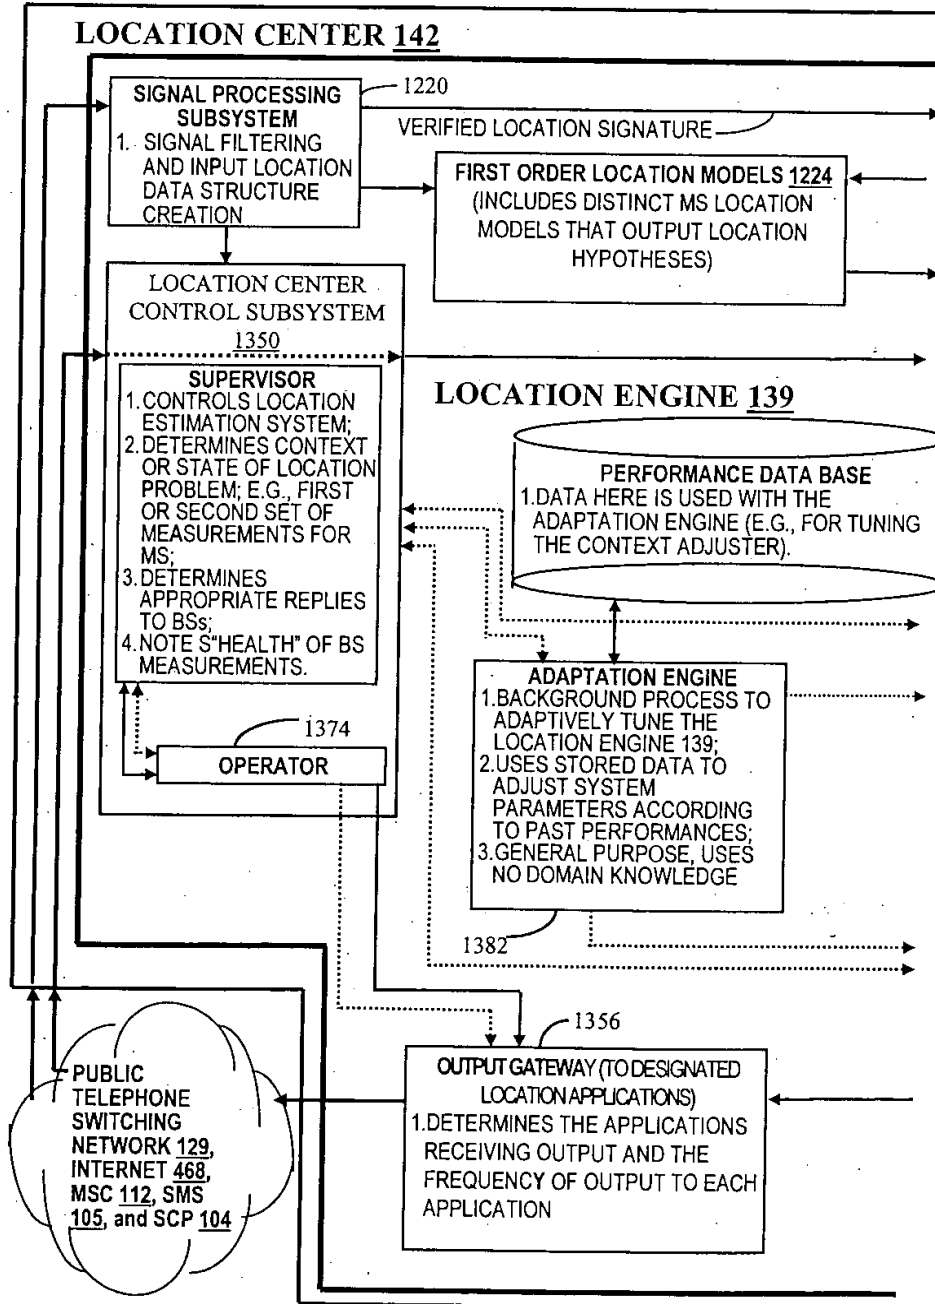 LOCATION CENTER 142
SIGNAL PROCESSING
SUBSYSTEM
1. SIGNAL FILTERING
AND INPUT LOCATION
DATA STRUCTURE
CREATION
1220
VERIFIED LOCATION SIGNATURE
FIRST ORDER LOCATION MODELS 1224
(INCLUDES DISTINCT MS LOCATION
MODELS THAT OUTPUT LOCATION
HYPOTHESES)
LOCATION CENTER
CONTROL SUBSYSTEM
1350
SUPERVISOR
1.CONTROLS LOCATION
ESTIMATION SYSTEM;
2.DETERMINES CONTEXT
OR STATE OF LOCATION
PROBLEM; E.G., FIRST
OR SECOND SET OF
MEASUREMENTS FOR
MS;
3.DETERMINES
APPROPRIATE REPLIES
TO BSs;
4.NOTE S"HEALTH" OF BS
MEASUREMENTS.
1374
OPERATOR
LOCATION ENGINE 139
PERFORMANCE DATA BASE
1.DATA HERE IS USED WITH THE
ADAPTATION ENGINE (E.G., FOR TUNING
THE CONTEXT ADJUSTER).
ADAPTATION ENGINE
1.BACKGROUND PROCESS TO
ADAPTIVELY TUNE THE
LOCATION ENGINE 139;
2.USES STORED DATA TO
ADJUST SYSTEM
PARAMETERS ACCORDING
TO PAST PERFORMANCES;
3.GENERAL PURPOSE, USES
NO DOMAIN KNOWLEDGE
1382
1356
OUTPUT GATEWAY (TO DESIGNATED
LOCATION APPLICATIONS)
1.DETERMINES THE APPLICATIONS
RECEIVING OUTPUT AND THE
FREQUENCY OF OUTPUT TO EACH
APPLICATION
PUBLIC
TELEPHONE
SWITCHING
NETWORK 129,
INTERNET 468,
MSC 112, SMS
105, and SCP 104